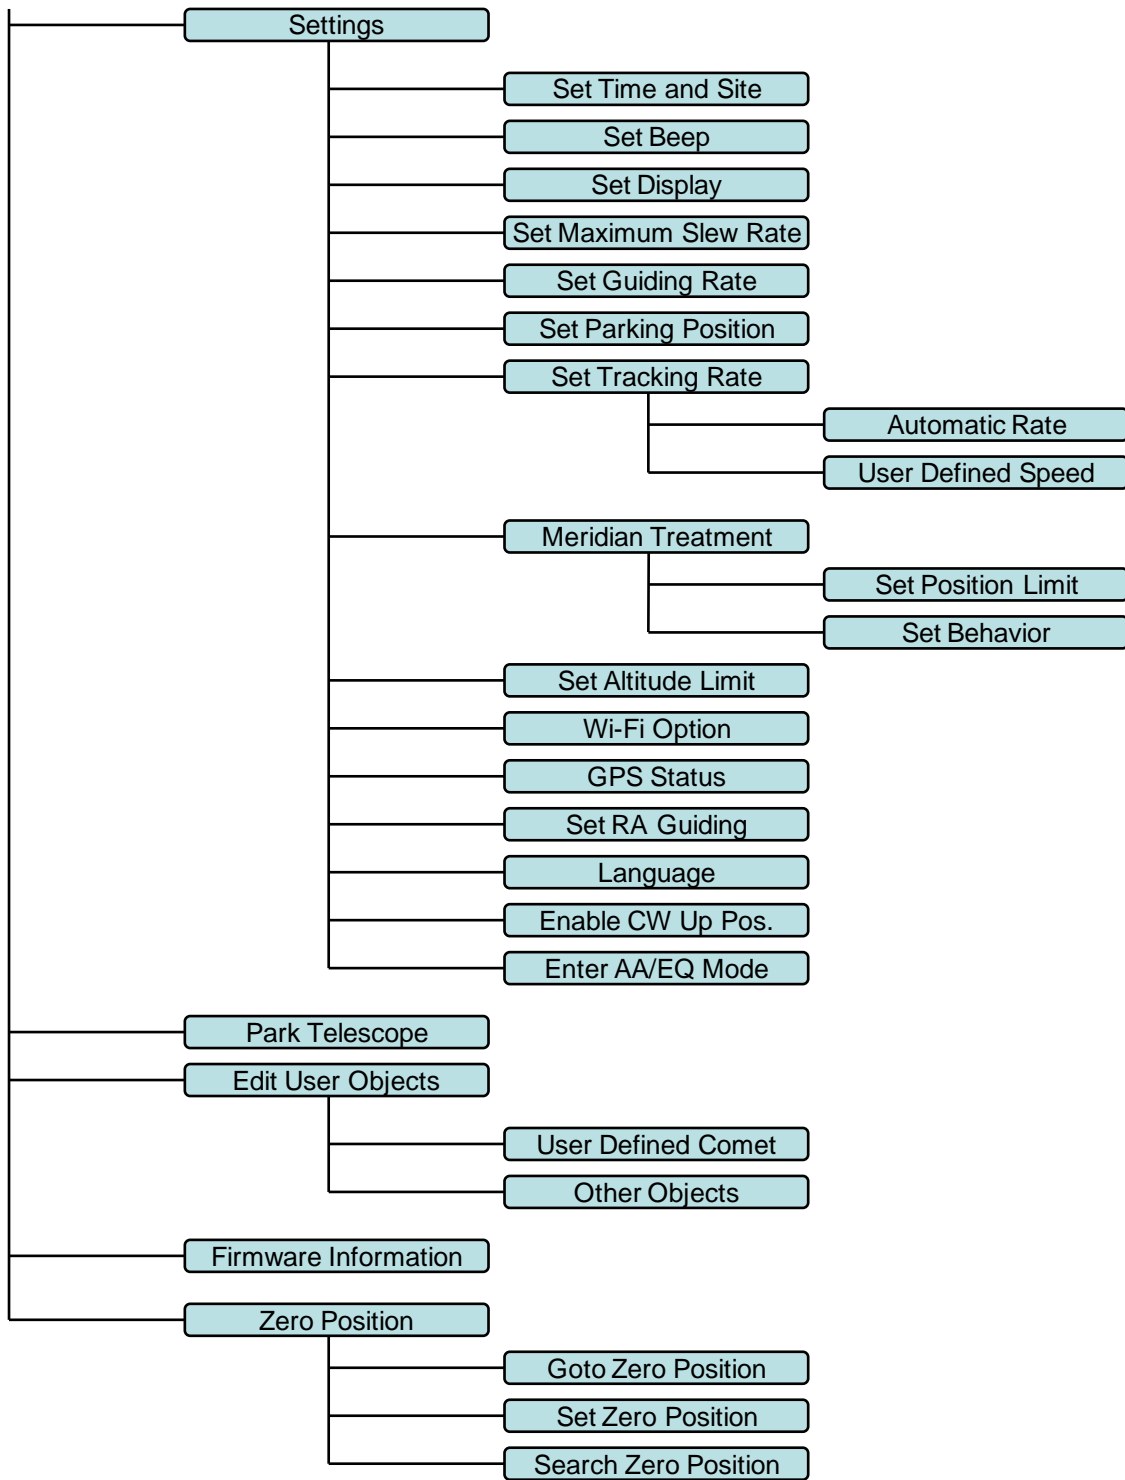 Settings
Set Time and Site
Set Beep
Set Display
Set Maximum Slew Rate
Set Guiding Rate
Set Parking Position
Set Tracking Rate
Automatic Rate
User Defined Speed
Meridian Treatment
Set Position Limit
Set Behavior
Set Altitude Limit
Wi-Fi Option
GPS Status
Set RA Guiding
Language
Enable CW Up Pos.
Enter AA/EQ Mode
Park Telescope
Edit User Objects
User Defined Comet
Other Objects
Firmware Information
Zero Position
Goto Zero Position
Set Zero Position
Search Zero Position